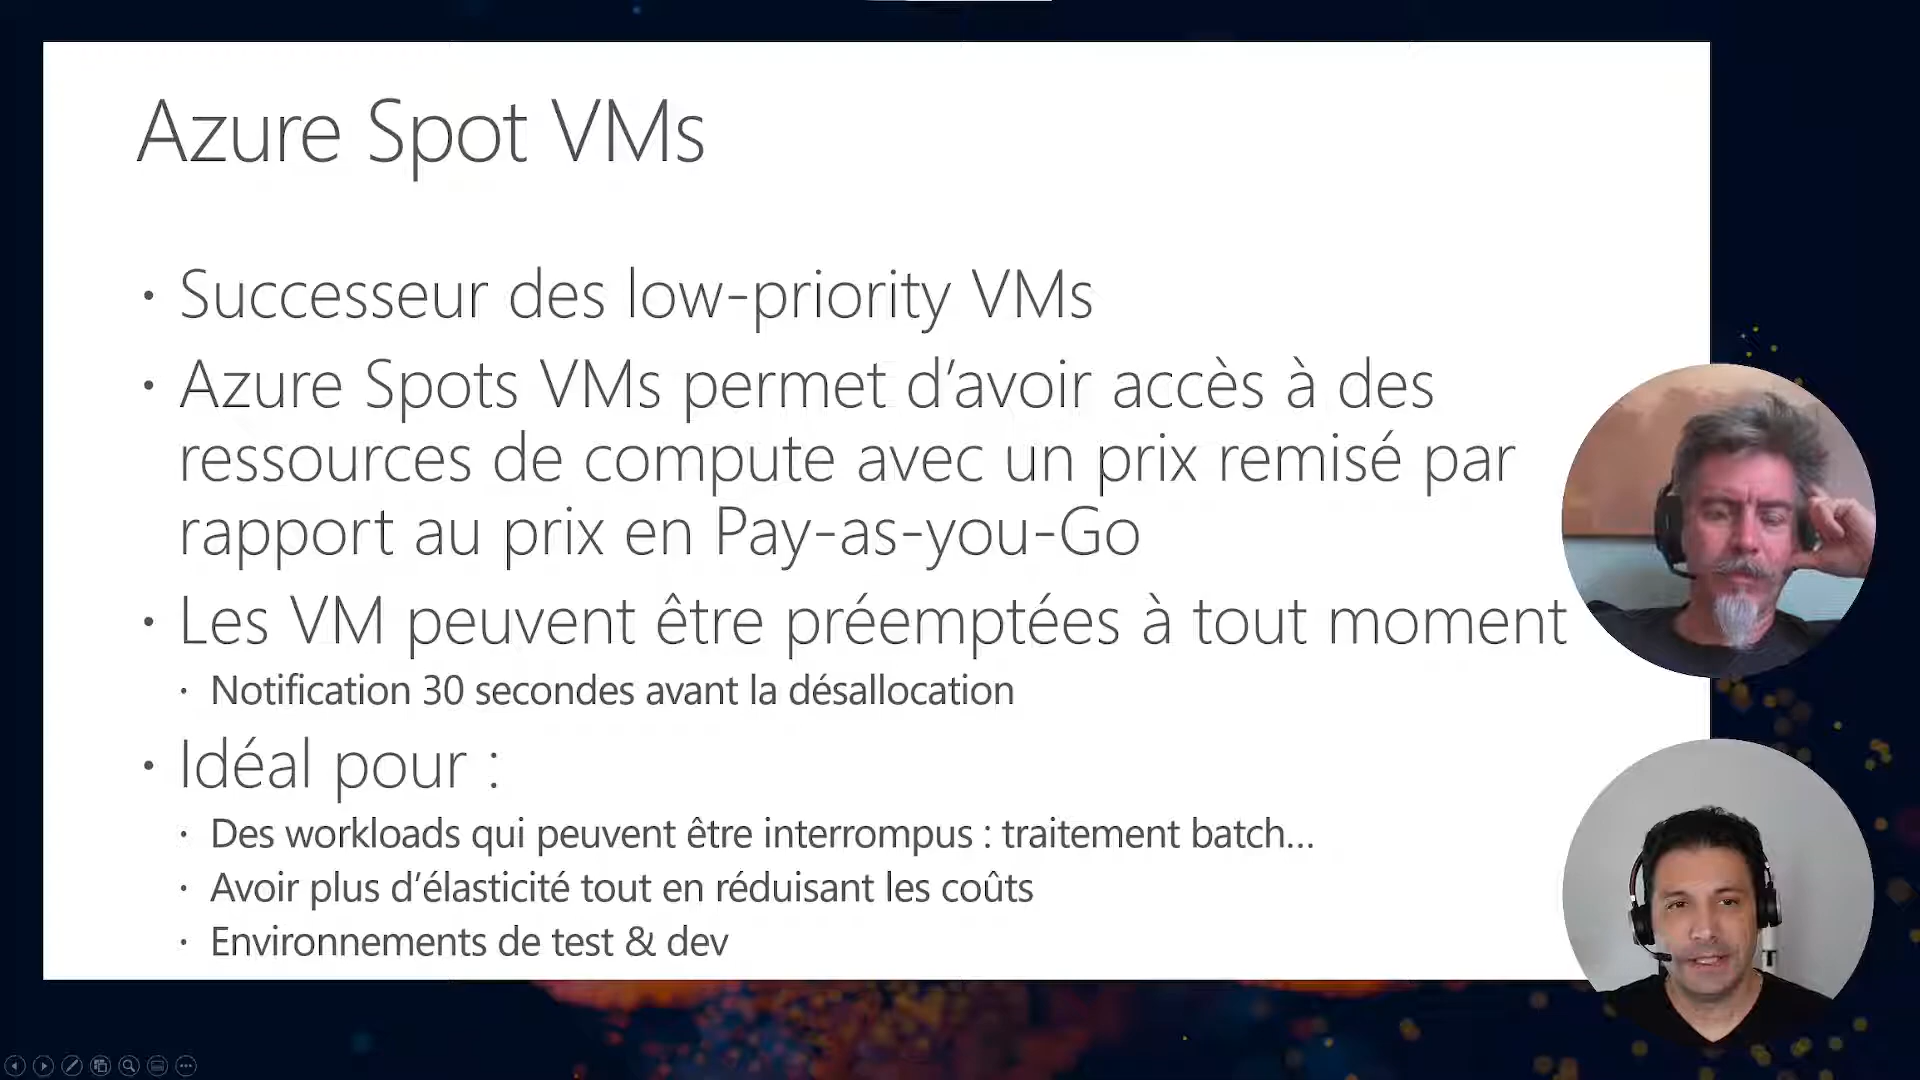 Azure Spot VMs
• Successeur des low-priority VMs
• Azure Spots VMs permet d’avoir accès à des
ressources de compute avec un prix remisé par
rapport au prix en Pay-as-you-Go
• Les VM peuvent être préemptées à tout moment
• Notification 30 secondes avant la désallocation
• Idéal pour :
• Des workloads qui peuvent être interrompus : traitement batch…
• Avoir plus d’élasticité tout en réduisant les coûts
• Environnements de test & dev